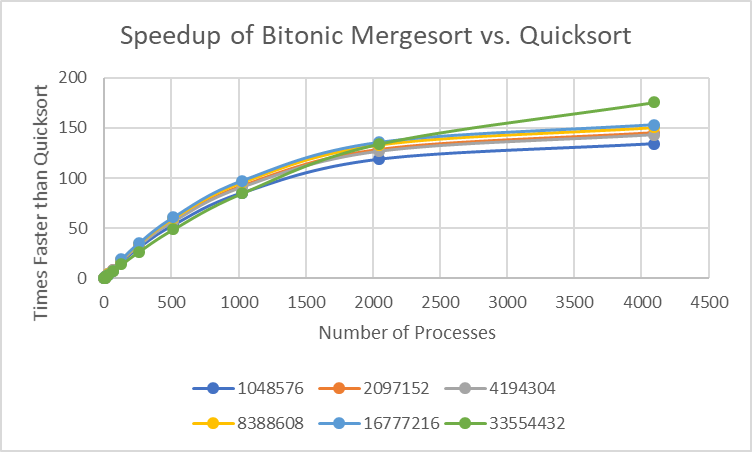 Speedup of Bitonic Mergesort vs. Quicksort
Times Faster than Quicksort
200
150
100
50
0
0 500 1000 1500 2000 2500 3000 3500 4000 4500
Number of Processes
1048576 2097152 4194304
8388608 16777216 33554432